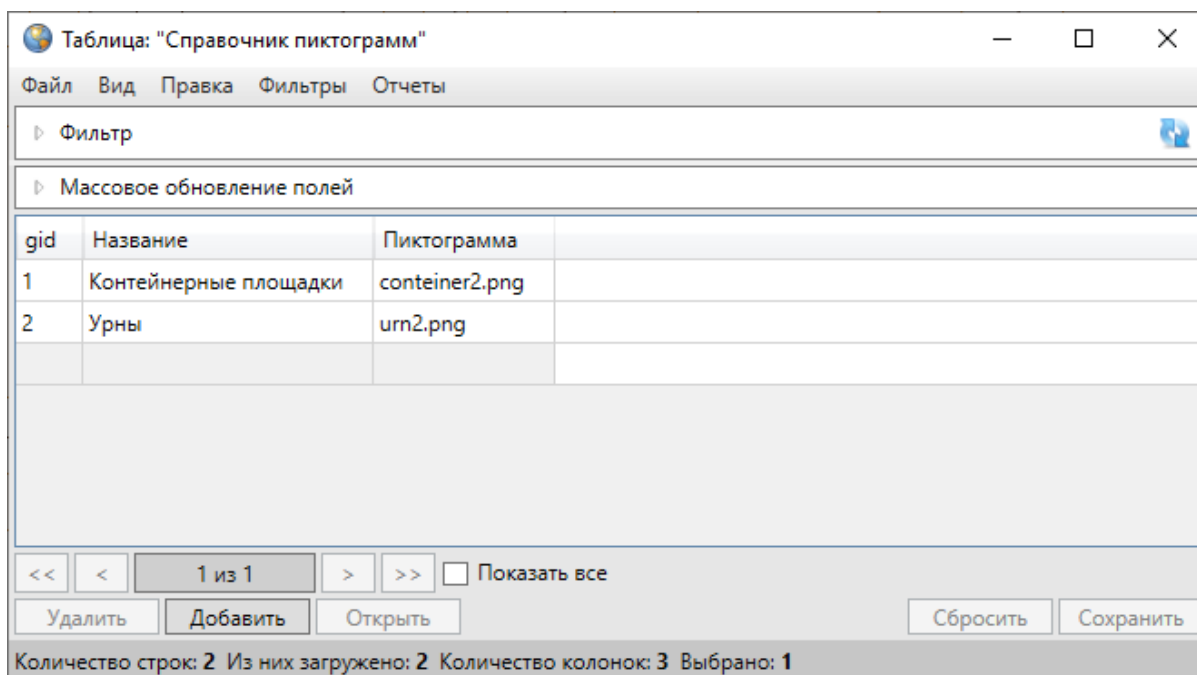 Таблица: "Справочник пиктограмм"
Файл Вид Правка Фильтры Отчеты
Фильтр
Массовое обновление полей
gid Название Пиктограмма
1 Контейнерные площадки conteiner2.png
2 Урны urn2.png
<< < 1 из 1 > >> Показать все
Удалить Добавить Открыть Сбросить Сохранить
Количество строк: 2 Из них загружено: 2 Количество колонок: 3 Выбрано: 1